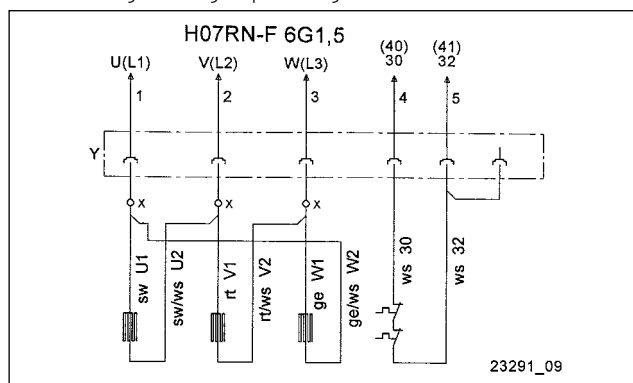 H07RN-F 6G1,5
U(L1) V(L2) W(L3) (40) 30 (41) 32
1 2 3 4 5
Y
x x x
sw U1
sw/ws U2
rt V1
rt/ws V2
ge W1
ge/ws W2
ws 30
ws 32
23291_09